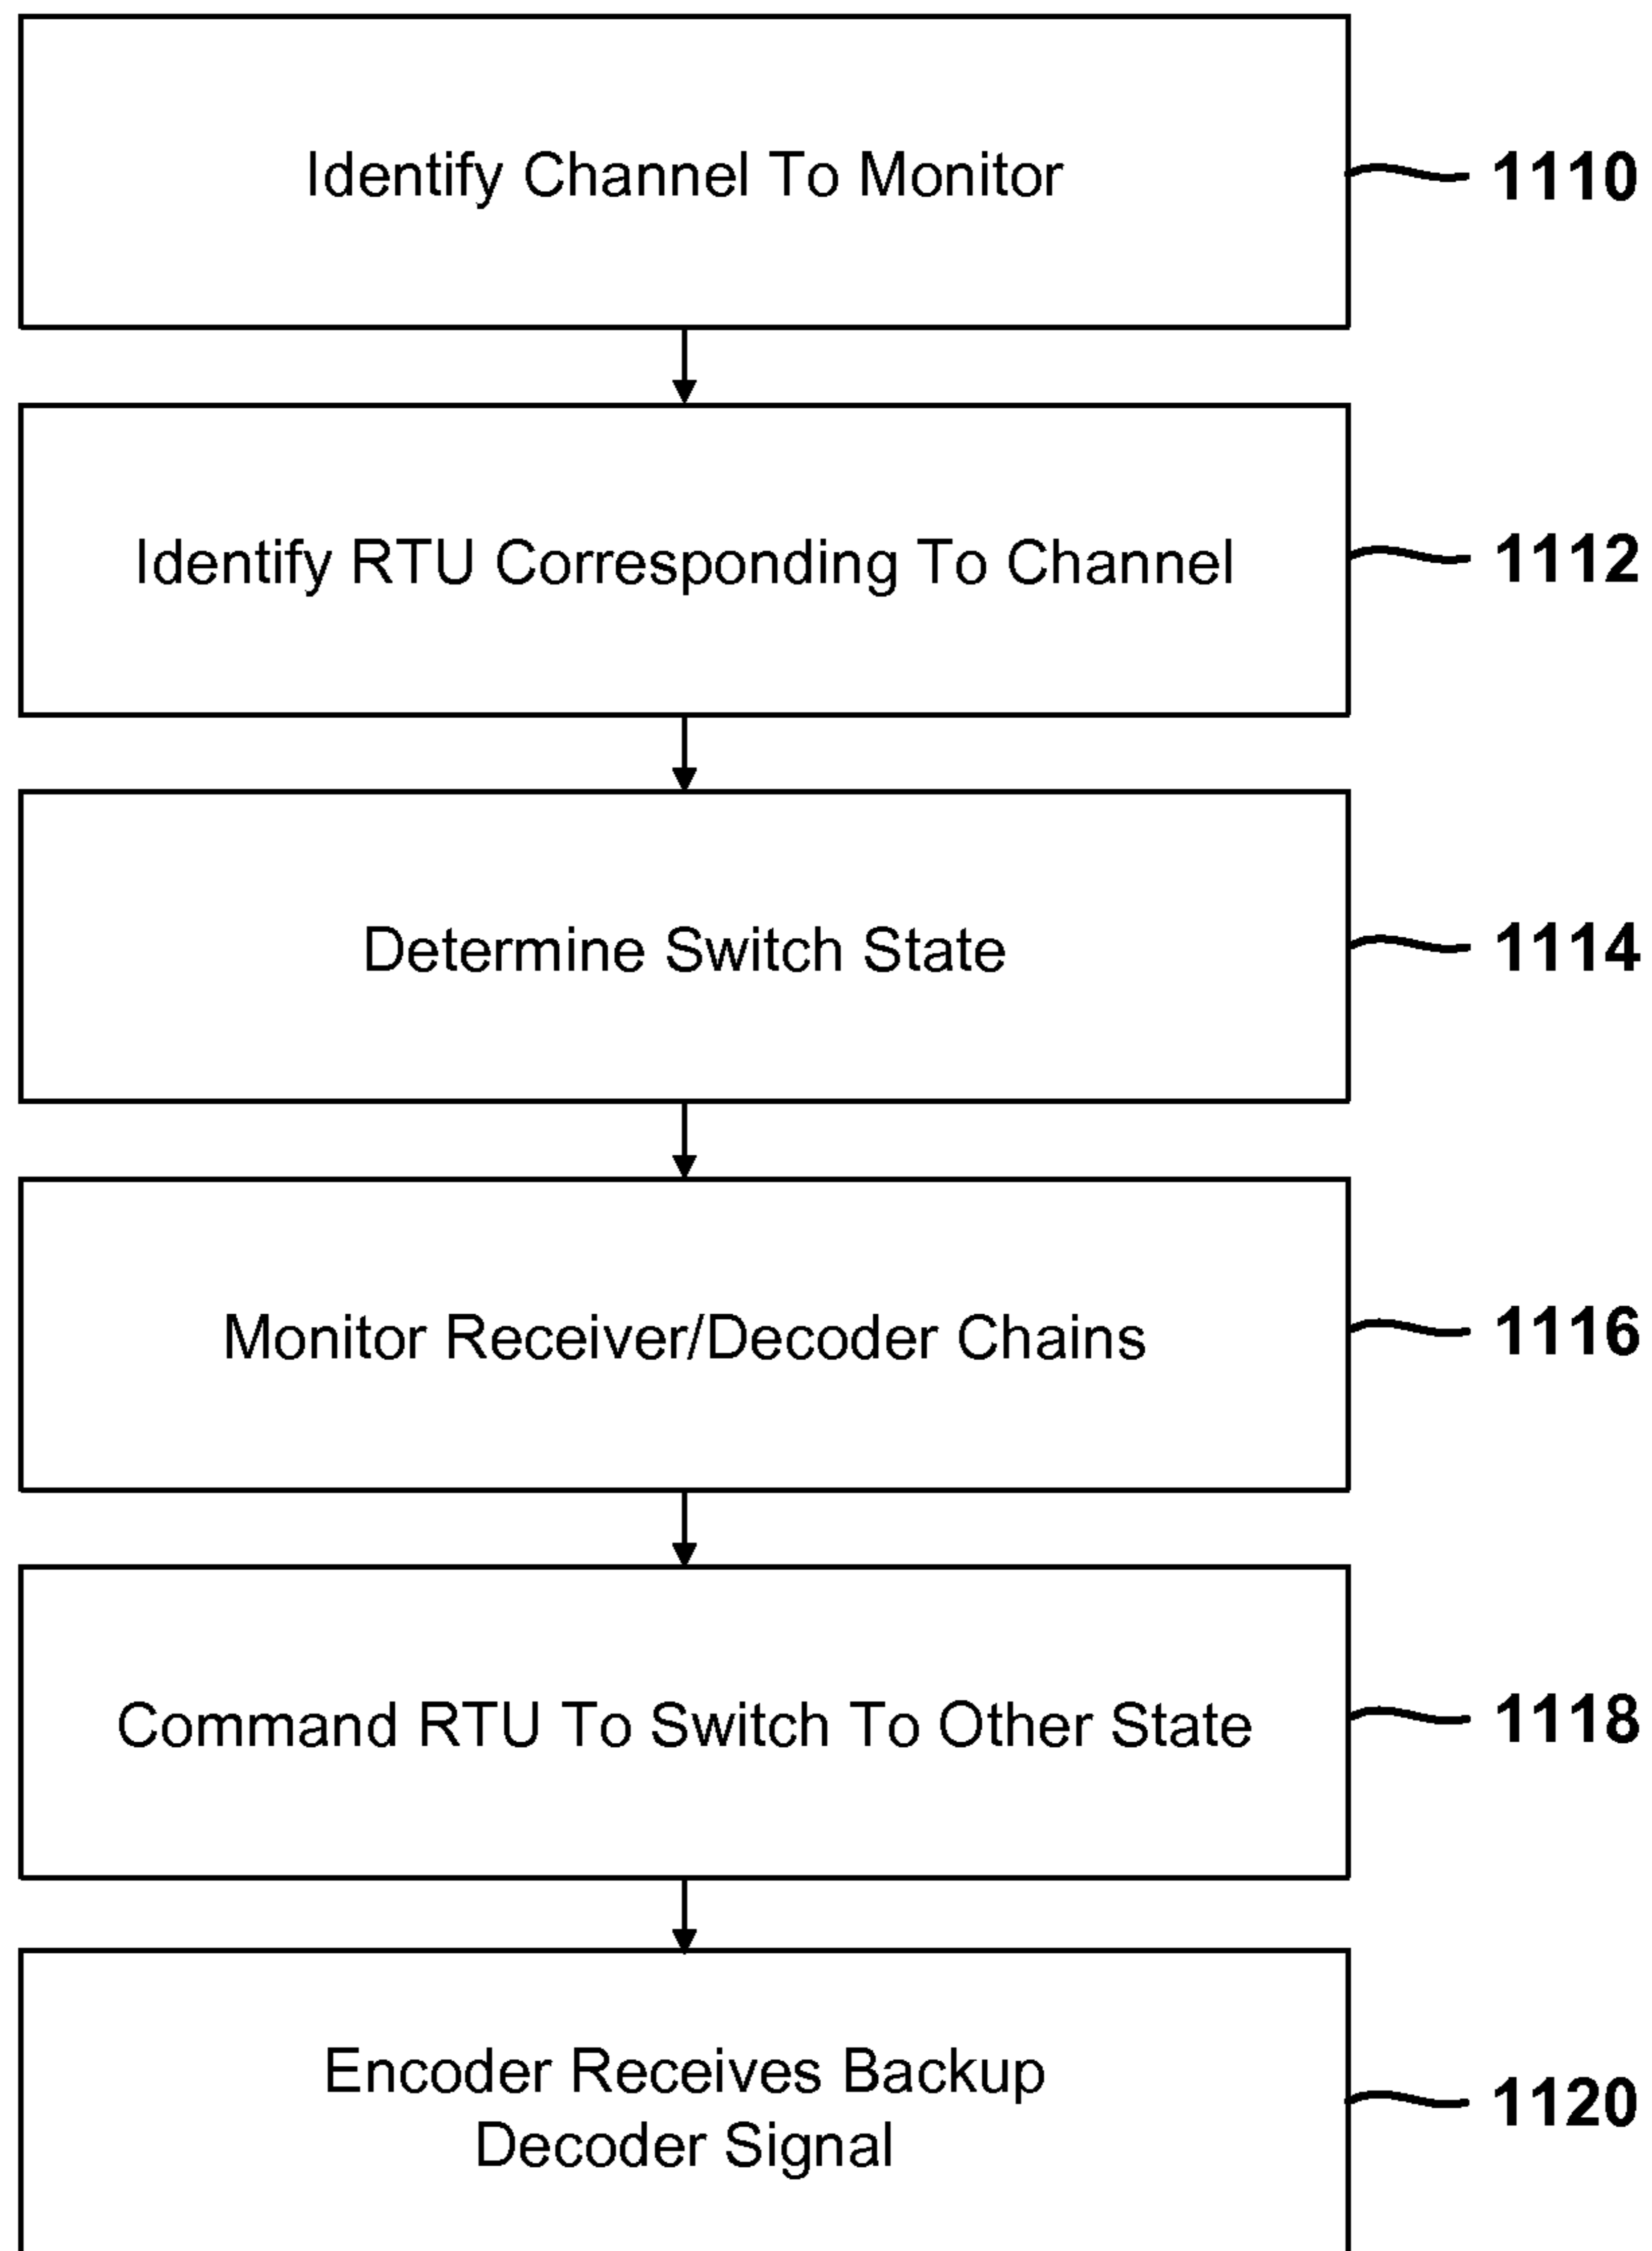 Identify Channel To Monitor
1110
Identify RTU Corresponding To Channel
1112
Determine Switch State
1114
Monitor Receiver/Decoder Chains
1116
Command RTU To Switch To Other State
1118
Encoder Receives Backup
Decoder Signal
1120